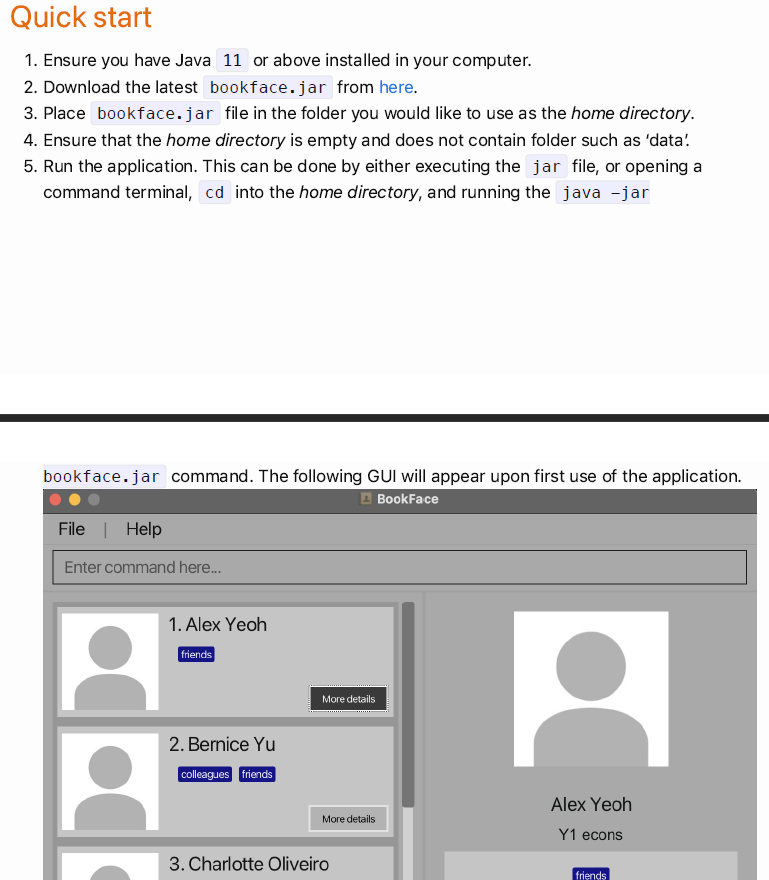 Quick start
1. Ensure you have Java 11 or above installed in your computer.
2. Download the latest bookface.jar from here.
3. Place bookface.jar file in the folder you would like to use as the home directory.
4. Ensure that the home directory is empty and does not contain folder such as ‘data’.
5. Run the application. This can be done by either executing the jar file, or opening a
command terminal, cd into the home directory, and running the java –jar
bookface.jar command. The following GUI will appear upon first use of the application.
BookFace
File | Help
Enter command here...
1. Alex Yeoh
friends
More details
2. Bernice Yu
colleagues friends
More details
3. Charlotte Oliveiro
Alex Yeoh
Y1 econs
friends